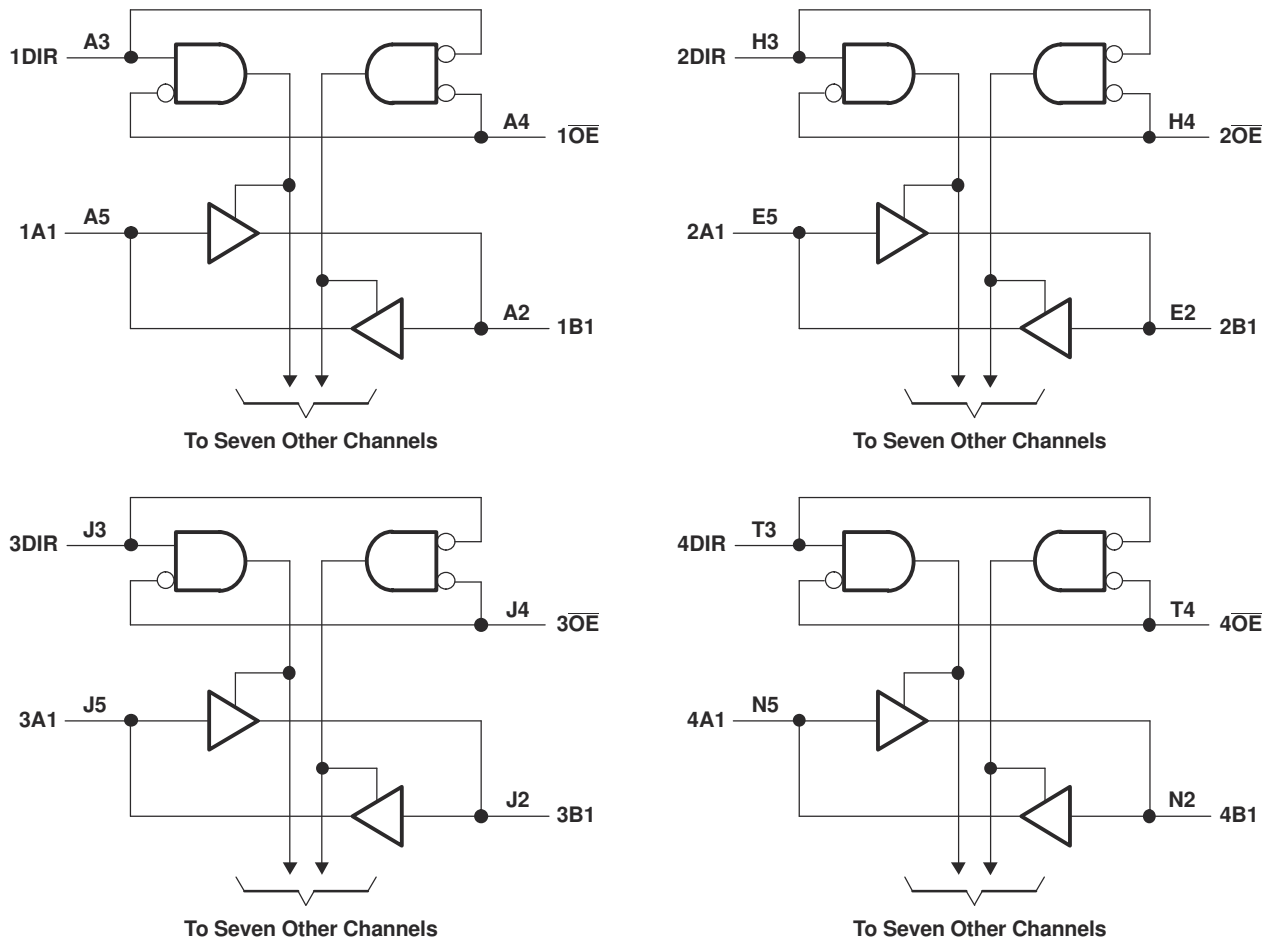 1DIR
A3
A4
1OE
1A1
A5
A2
1B1
To Seven Other Channels
2DIR
H3
H4
2OE
2A1
E5
E2
2B1
To Seven Other Channels
3DIR
J3
J4
3OE
3A1
J5
J2
3B1
To Seven Other Channels
4DIR
T3
T4
4OE
4A1
N5
N2
4B1
To Seven Other Channels